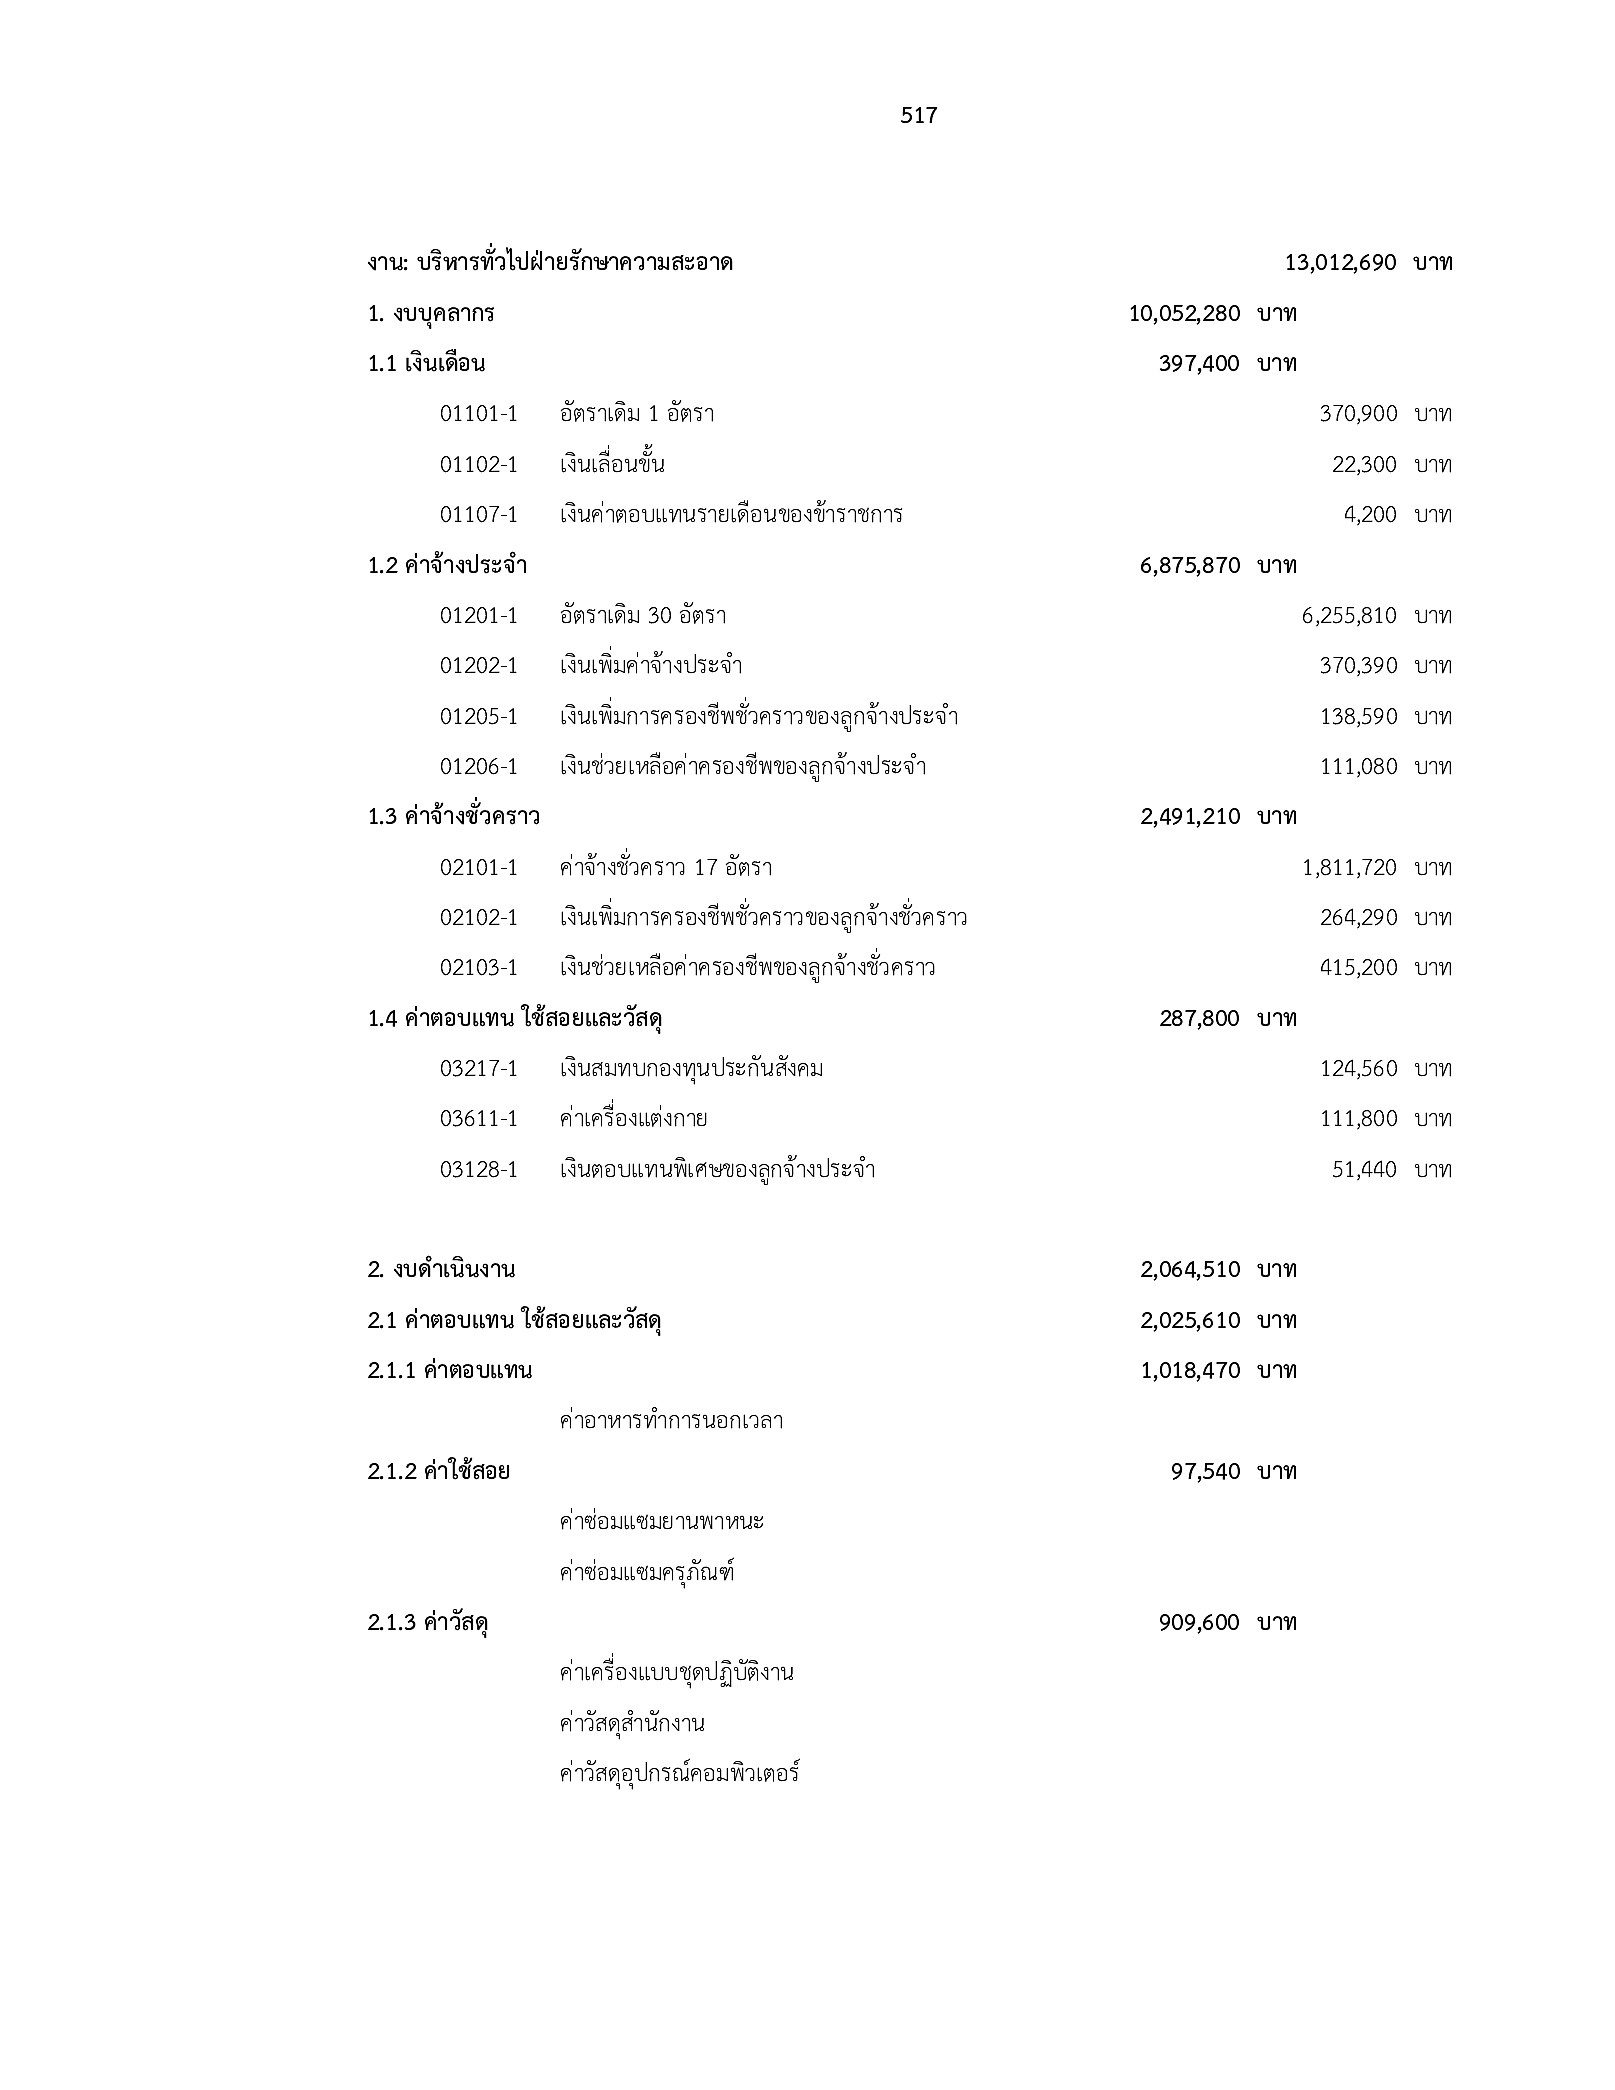 517
งาน: บริหารทั่วไปฝ่ายรักษาความสะอาด 13,012,690 บาท
1. งบบุคลากร 10,052,280 บาท
1.1 เงินเดือน 397,400 บาท
01101-1 อัตราเดิม 1 อัตรา 370,900 บาท
01102-1 เงินเลื่อนขั้น 22,300 บาท
01107-1 เงินค่าตอบแทนรายเดือนของข้าราชการ 4,200 บาท
1.2 ค่าจ้างประจำ 6,875,870 บาท
01201-1 อัตราเดิม 30 อัตรา 6,255,810 บาท
01202-1 เงินเพิ่มค่าจ้างประจำ 370,390 บาท
01205-1 เงินเพิ่มการครองชีพชั่วคราวของลูกจ้างประจำ 138,590 บาท
01206-1 เงินช่วยเหลือค่าครองชีพของลูกจ้างประจำ 111,080 บาท
1.3 ค่าจ้างชั่วคราว 2,491,210 บาท
02101-1 ค่าจ้างชั่วคราว 17 อัตรา 1,811,720 บาท
02102-1 เงินเพิ่มการครองชีพชั่วคราวของลูกจ้างชั่วคราว 264,290 บาท
02103-1 เงินช่วยเหลือค่าครองชีพของลูกจ้างชั่วคราว 415,200 บาท
1.4 ค่าตอบแทน ใช้สอยและวัสดุ 287,800 บาท
03217-1 เงินสมทบกองทุนประกันสังคม 124,560 บาท
03611-1 ค่าเครื่องแต่งกาย 111,800 บาท
03128-1 เงินตอบแทนพิเศษของลูกจ้างประจำ 51,440 บาท
2. งบดำเนินงาน 2,064,510 บาท
2.1 ค่าตอบแทน ใช้สอยและวัสดุ 2,025,610 บาท
2.1.1 ค่าตอบแทน 1,018,470 บาท
ค่าอาหารทำการนอกเวลา
2.1.2 ค่าใช้สอย 97,540 บาท
ค่าซ่อมแซมยานพาหนะ
ค่าซ่อมแซมครุภัณฑ์
2.1.3 ค่าวัสดุ 909,600 บาท
ค่าเครื่องแบบชุดปฏิบัติงาน
ค่าวัสดุสำนักงาน
ค่าวัสดุอุปกรณ์คอมพิวเตอร์